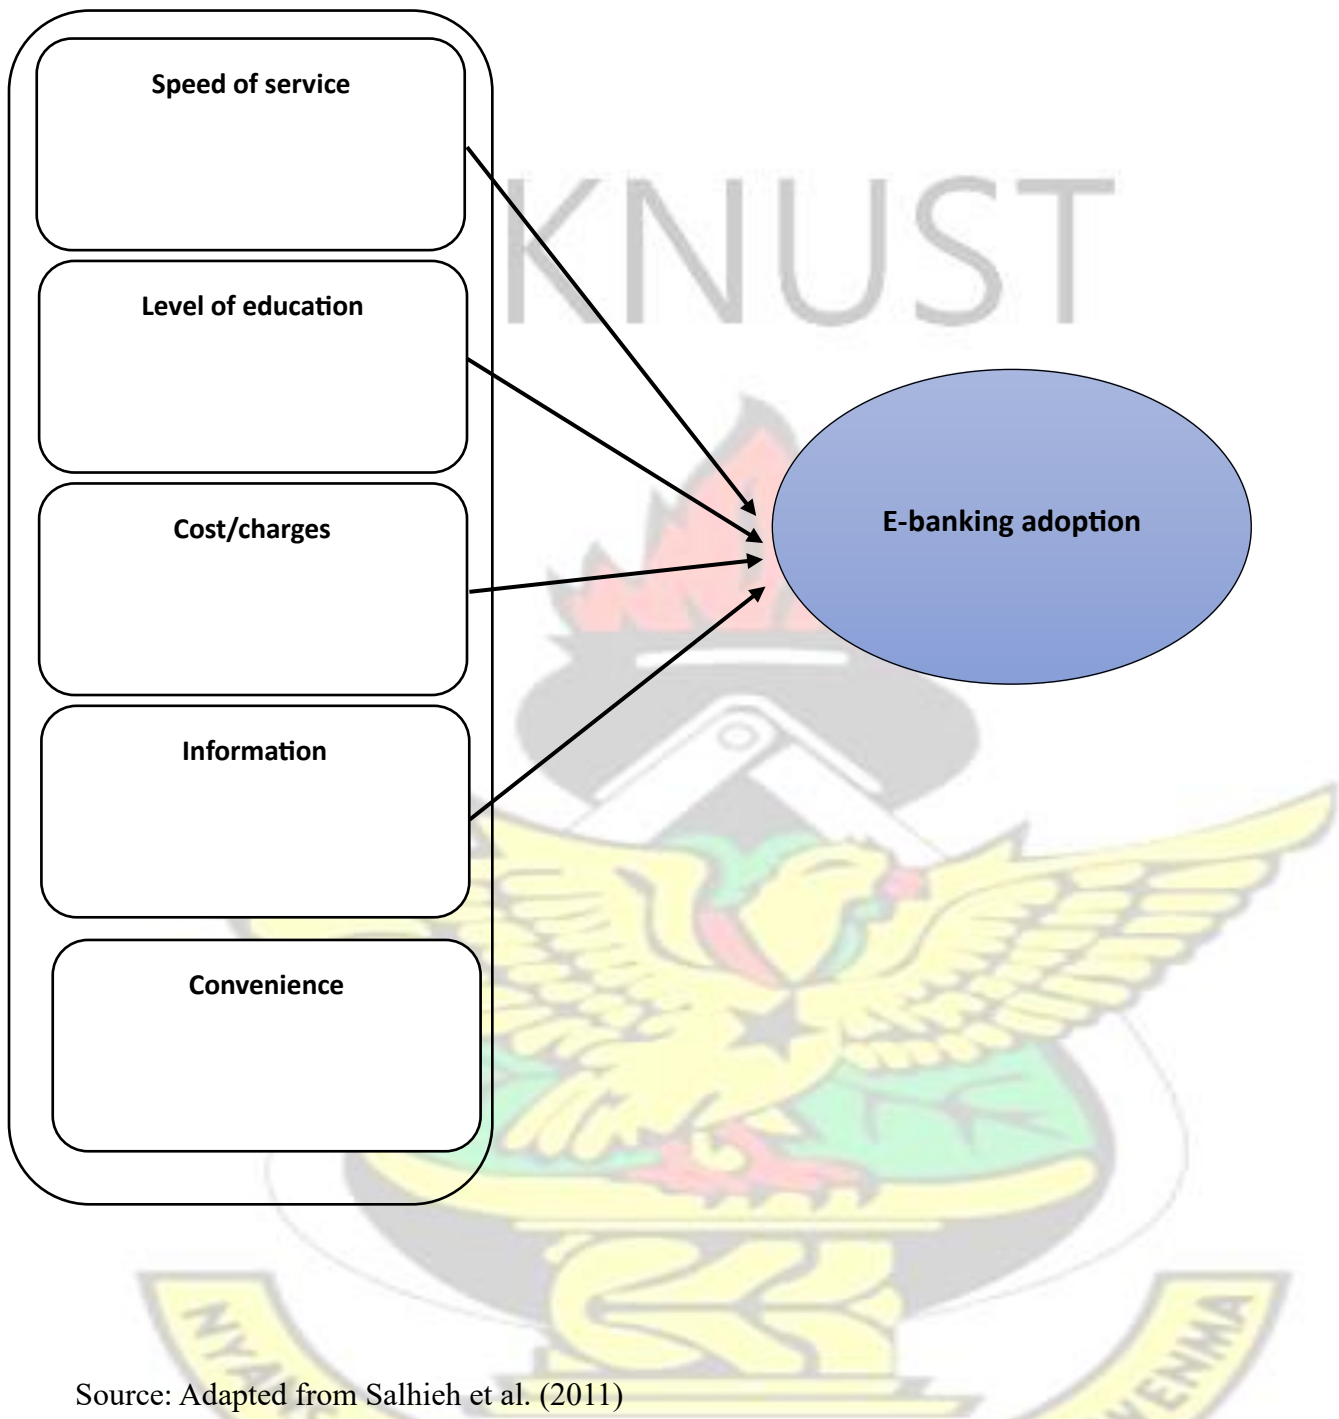 KNUST
Speed of service
Level of education
Cost/charges
E-banking adoption
Information
Convenience
Source: Adapted from Salhieh et al. (2011)